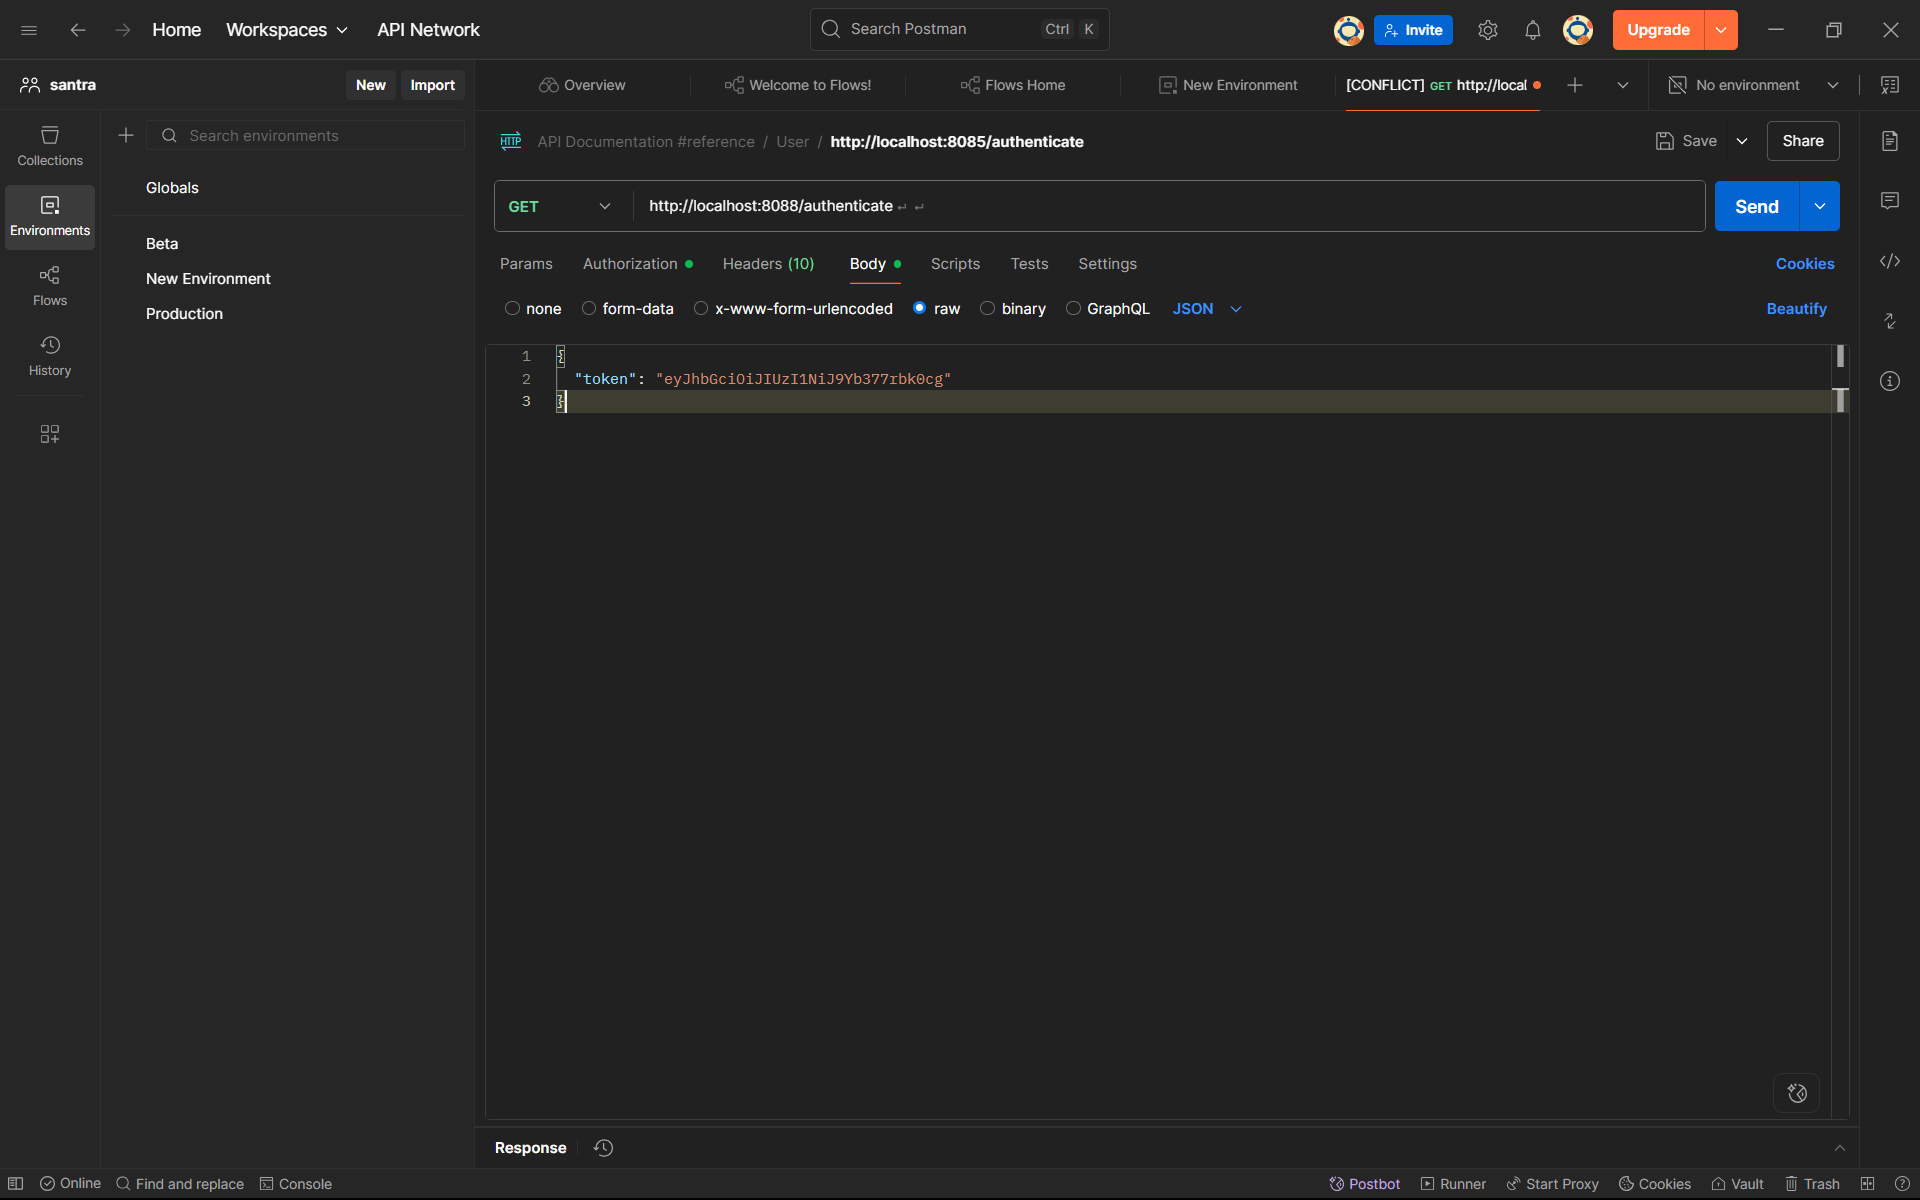 Home Workspaces API Network Search Postman Ctrl K Invite Upgrade
santra New Import Overview Welcome to Flows! Flows Home New Environment [CONFLICT] GET http://local No environment
Collections
Environments
Flows
History
Search environments
Globals
Beta
New Environment
Production
HTTP API Documentation #reference / User / http://localhost:8085/authenticate Save Share
GET http://localhost:8088/authenticate ↵ ↵ Send
Params Authorization Headers (10) Body Scripts Tests Settings Cookies
none form-data x-www-form-urlencoded raw binary GraphQL JSON Beautify
1 {
2 "token": "eyJhbGciOiJIUzI1NiJ9Yb377rbk0cg"
3 }
Response
Online Find and replace Console Postbot Runner Start Proxy Cookies Vault Trash